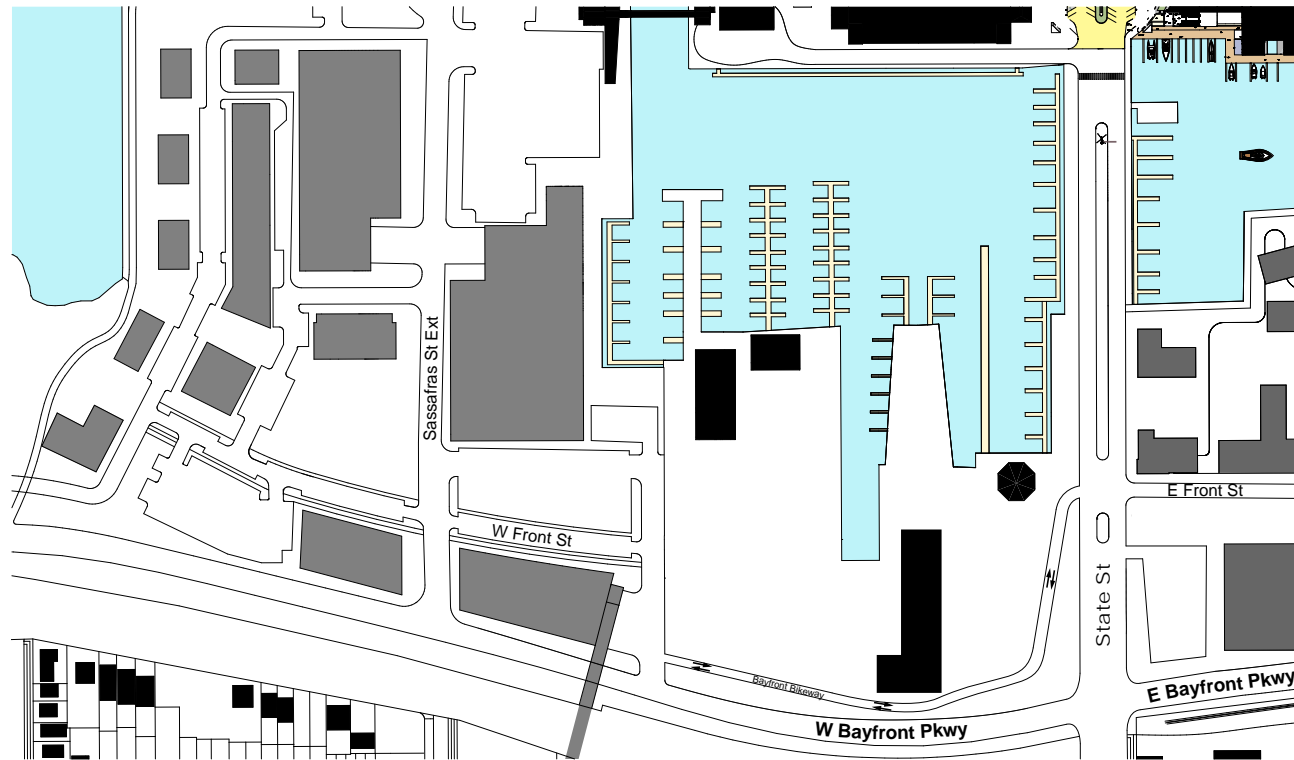 Sassafras St Ext
E Front St
W Front St
State St
Bayfront Bikeway
E Bayfront Pkwy
W Bayfront Pkwy